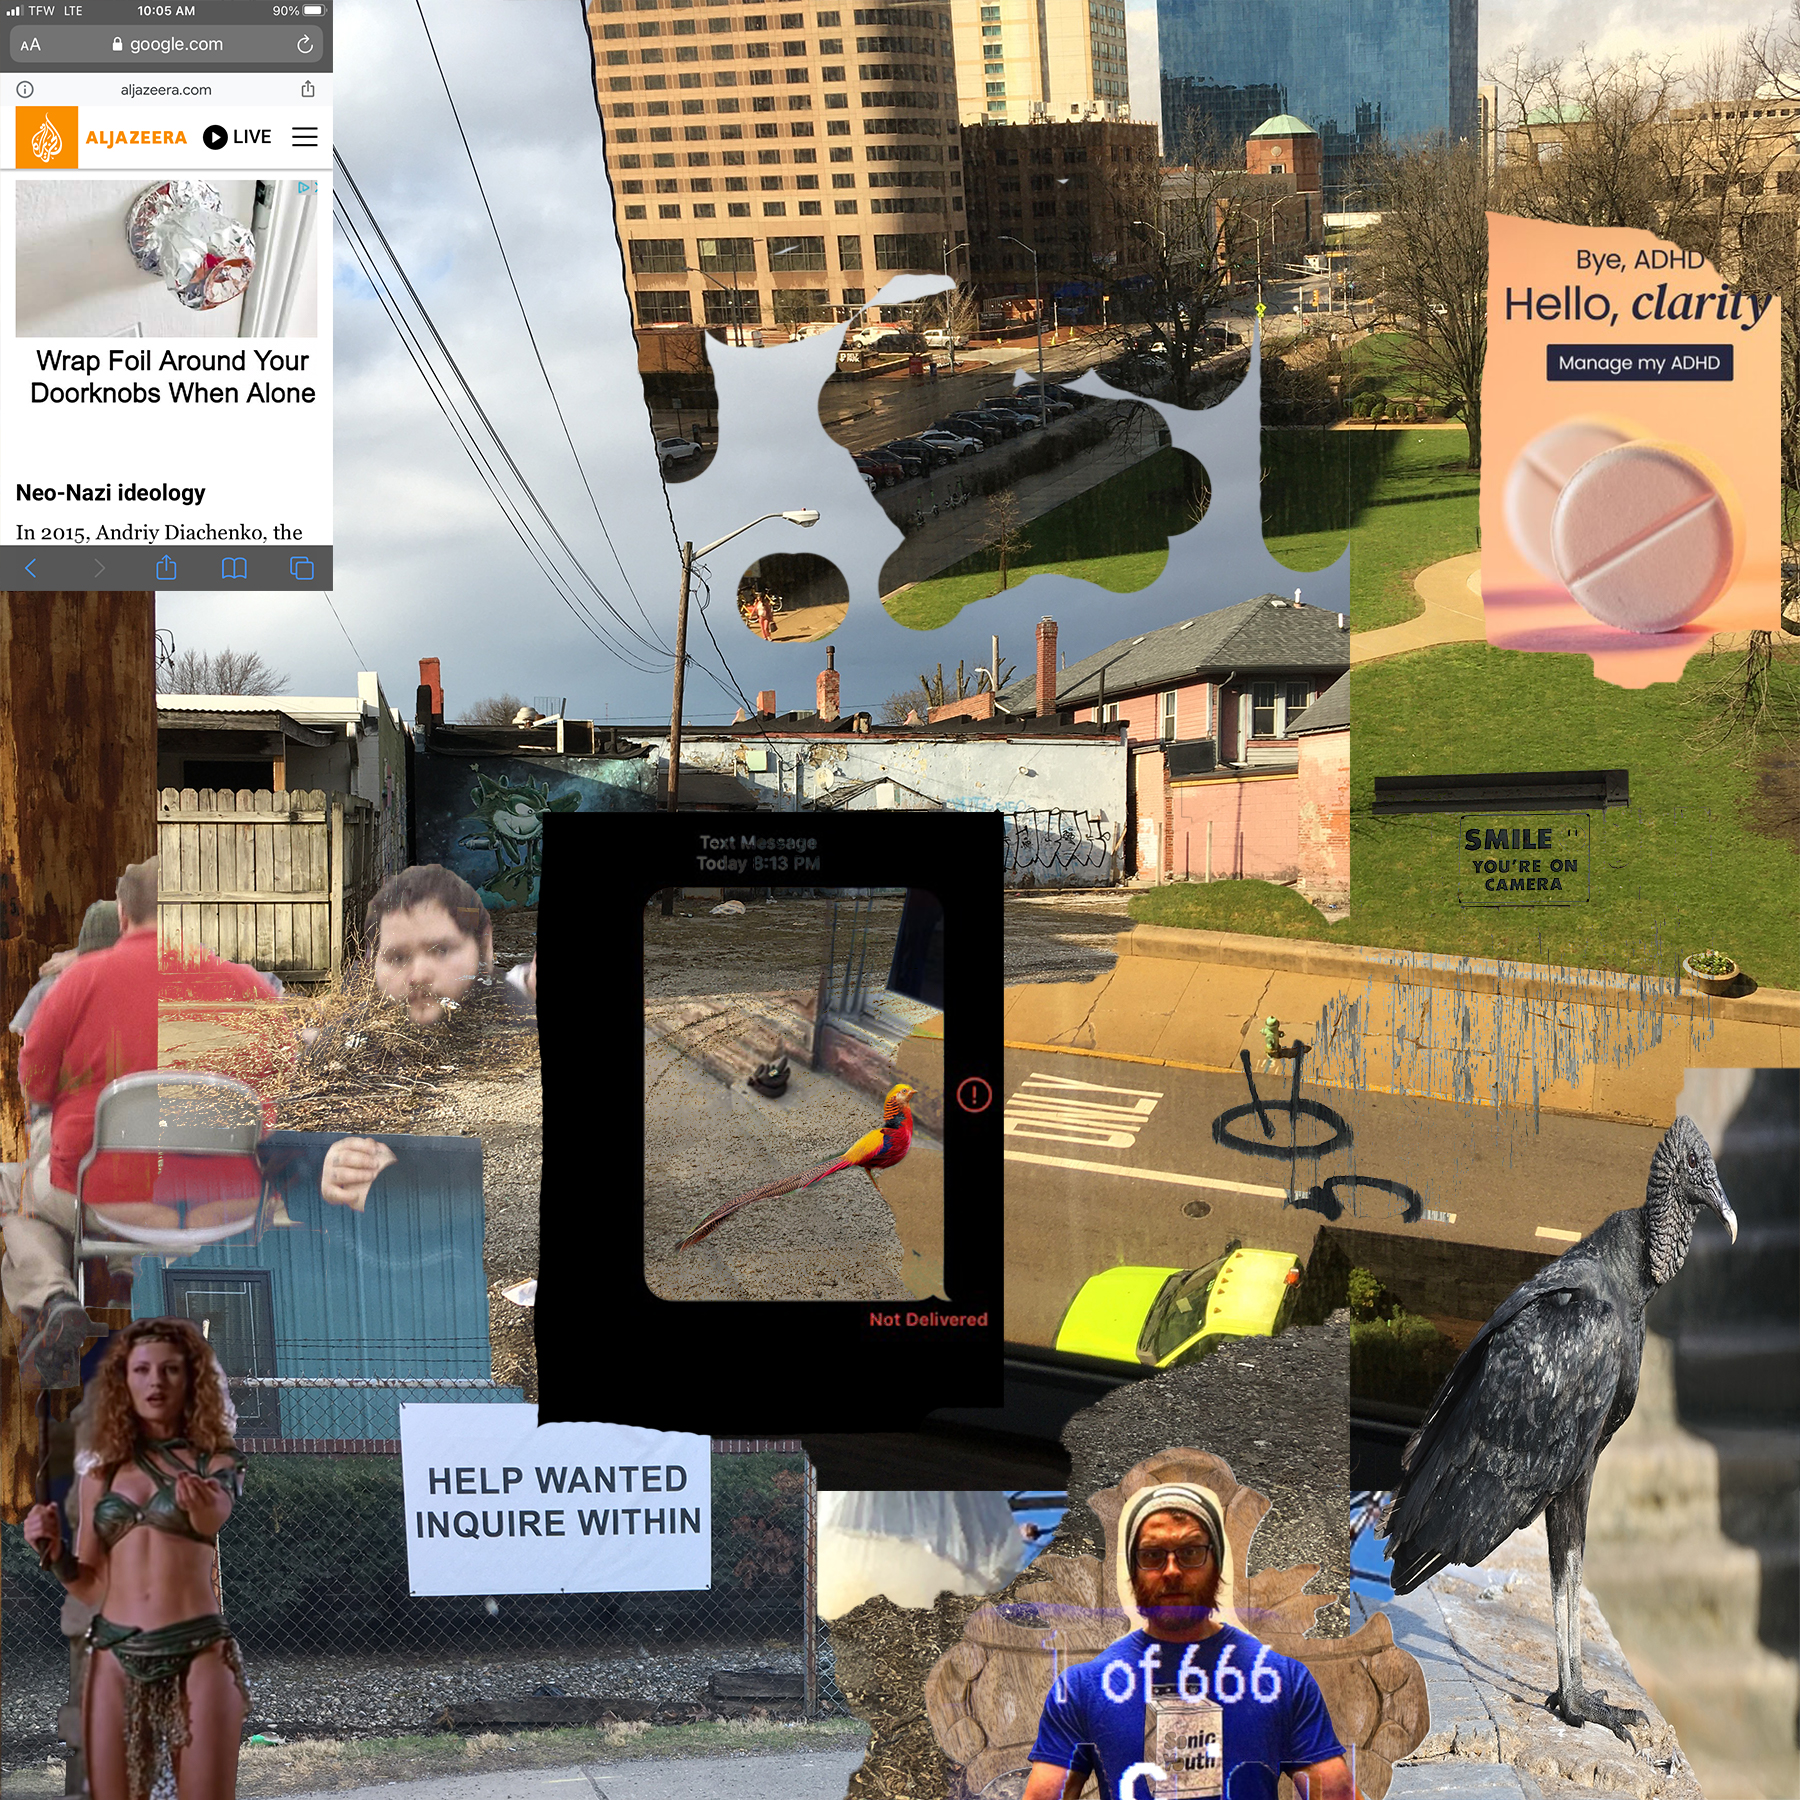 TFW LTE 10:05 AM 90%
AA google.com
aljazeera.com
ALJAZEERA LIVE
Wrap Foil Around Your
Doorknobs When Alone
Neo-Nazi ideology
In 2015, Andriy Diachenko, the
Bye, ADHD
Hello, clarity
Manage my ADHD
SMILE
YOU'RE ON
CAMERA
Text Message
Today 8:13 PM
!
Not Delivered
ONLY
HELP WANTED
INQUIRE WITHIN
of 666
Sonic
outh